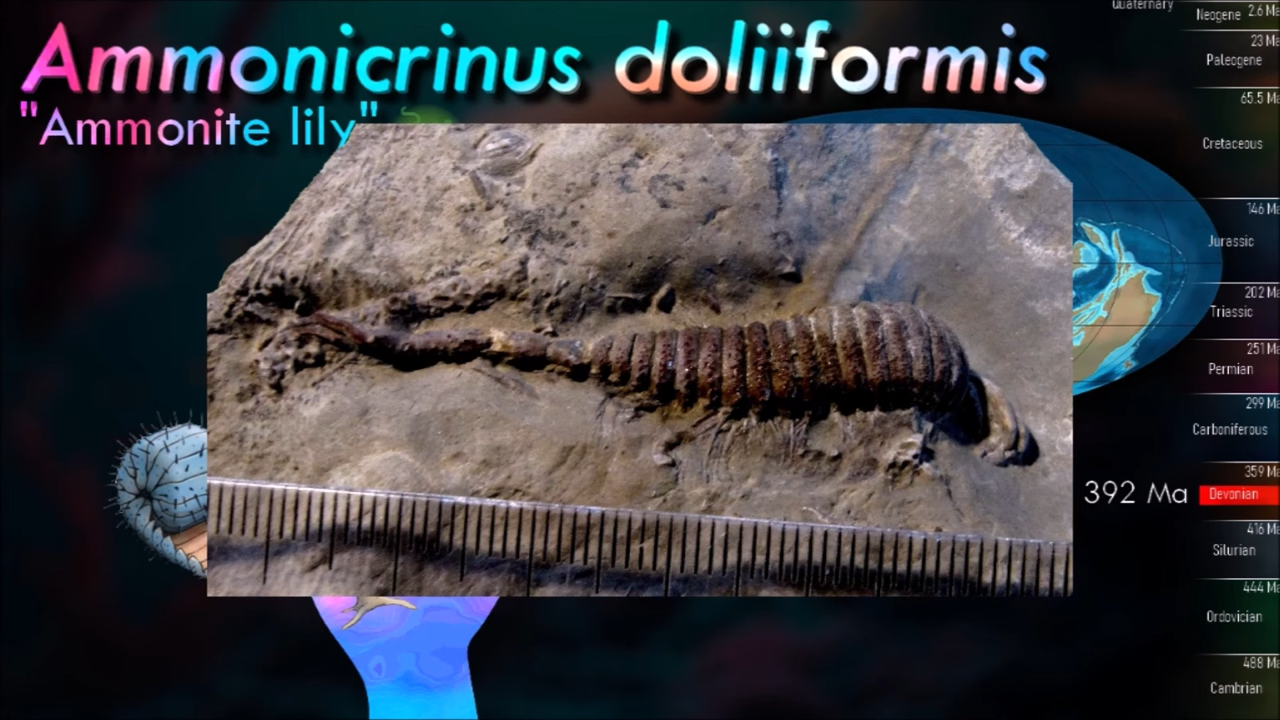 Ammonicrinus doliiformis
"Ammonite lily"
Quaternary
2.6 Ma
Neogene
23 Ma
Paleogene
65.5 Ma
Cretaceous
146 Ma
Jurassic
202 Ma
Triassic
251 Ma
Permian
299 Ma
Carboniferous
359 Ma
392 Ma
Devonian
416 Ma
Silurian
444 Ma
Ordovician
488 Ma
Cambrian